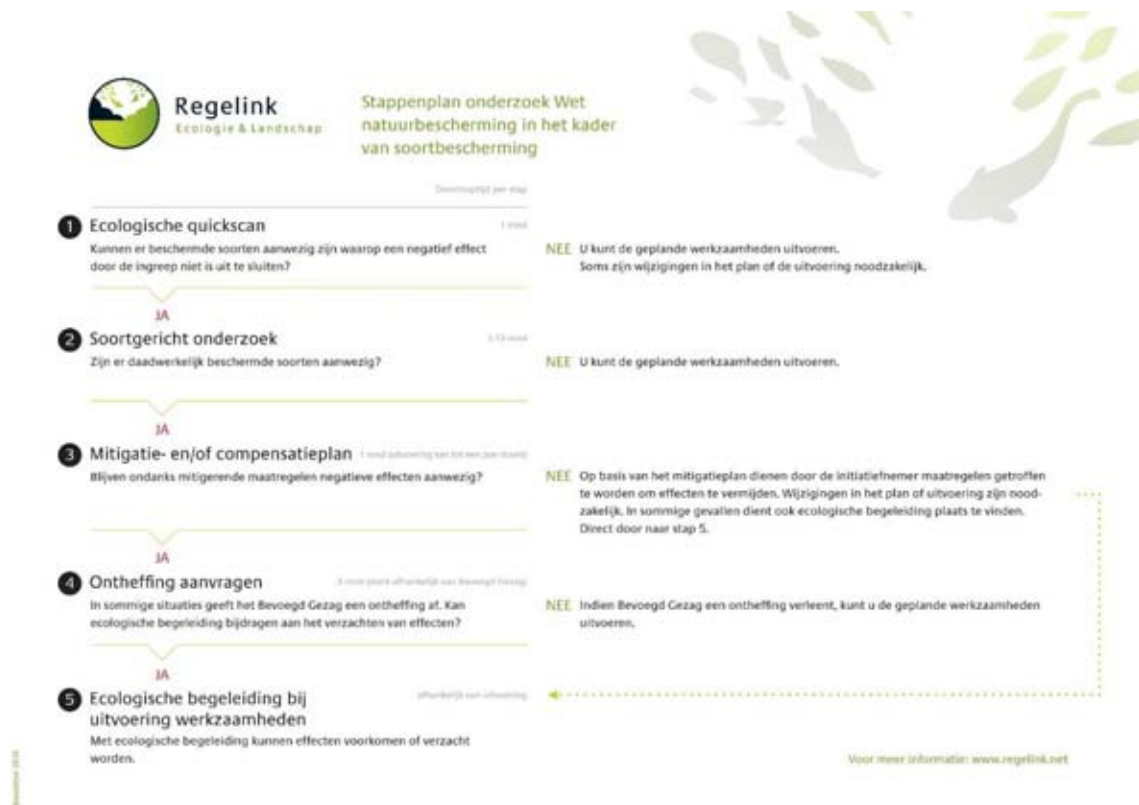 Regelink
Ecologie & Landschap
Stappenplan onderzoek Wet
natuurbescherming in het kader
van soortbescherming
Doorlooptijd per stap
1 Ecologische quickscan
Kunnen er beschermde soorten aanwezig zijn waarop een negatief effect
door de ingreep niet is uit te sluiten?
NEE U kunt de geplande werkzaamheden uitvoeren.
Soms zijn wijzigingen in het plan of de uitvoering noodzakelijk.
JA
2 Soortgericht onderzoek
Zijn er daadwerkelijk beschermde soorten aanwezig?
NEE U kunt de geplande werkzaamheden uitvoeren.
JA
3 Mitigatie- en/of compensatieplan
Blijven ondanks mitigerende maatregelen negatieve effecten aanwezig?
NEE Op basis van het mitigatieplan dienen door de initiatiefnemer maatregelen getroffen
te worden om effecten te vermijden. Wijzigingen in het plan of uitvoering zijn nood-
zakelijk. In sommige gevallen dient ook ecologische begeleiding plaats te vinden.
Direct door naar stap 5.
JA
4 Ontheffing aanvragen
In sommige situaties geeft het Bevoegd Gezag een ontheffing af. Kan
ecologische begeleiding bijdragen aan het verzachten van effecten?
NEE Indien Bevoegd Gezag een ontheffing verleent, kunt u de geplande werkzaamheden
uitvoeren.
JA
5 Ecologische begeleiding bij
uitvoering werkzaamheden
afhankelijk van uitvoering
Met ecologische begeleiding kunnen effecten voorkomen of verzacht
worden.
Voor meer informatie: www.regelink.net